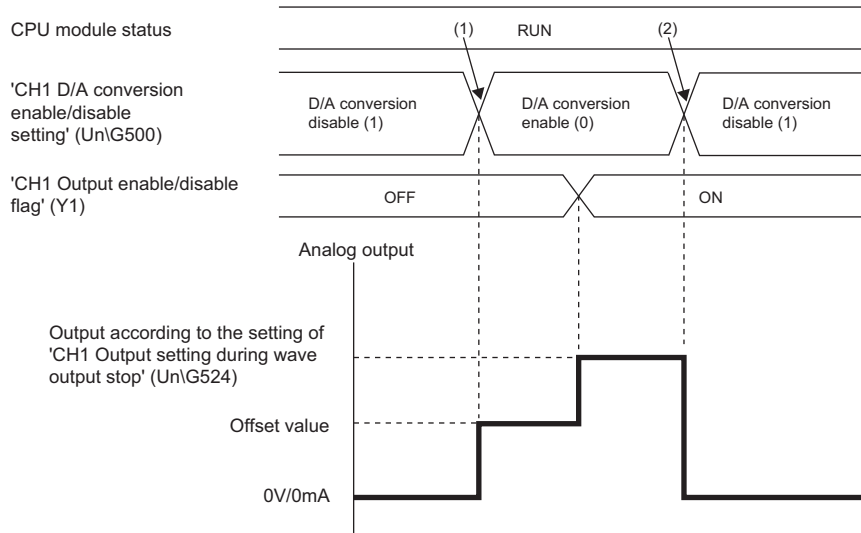 CPU module status
(1)
RUN
(2)
'CH1 D/A conversion
enable/disable
setting' (Un\G500)
D/A conversion
disable (1)
D/A conversion
enable (0)
D/A conversion
disable (1)
'CH1 Output enable/disable
flag' (Y1)
OFF
ON
Analog output
Output according to the setting of
'CH1 Output setting during wave
output stop' (Un\G524)
Offset value
0V/0mA